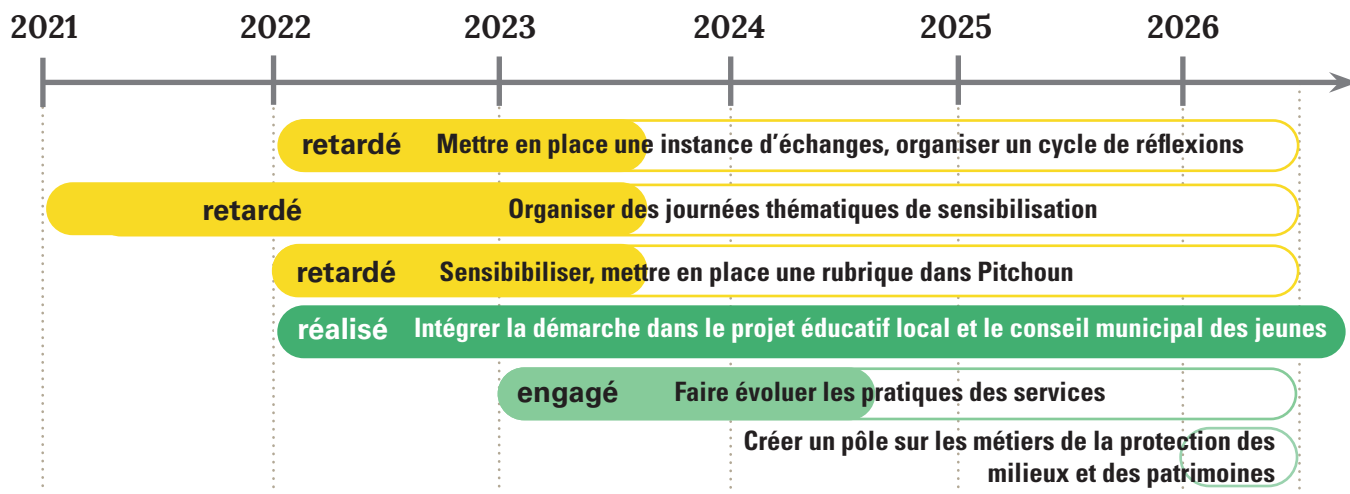 2021 2022 2023 2024 2025 2026
retardé Mettre en place une instance d'échanges, organiser un cycle de réflexions
retardé Organiser des journées thématiques de sensibilisation
retardé Sensibibiliser, mettre en place une rubrique dans Pitchoun
réalisé Intégrer la démarche dans le projet éducatif local et le conseil municipal des jeunes
engagé Faire évoluer les pratiques des services
Créer un pôle sur les métiers de la protection des
milieux et des patrimoines